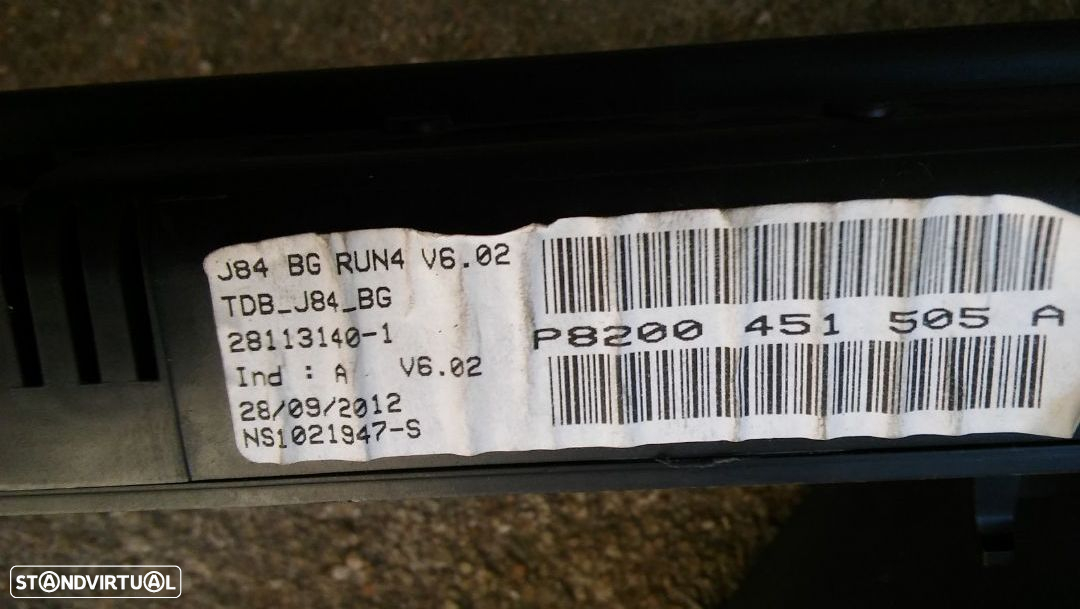 J84 BG RUN4 V6.02
TDB_J84_BG
28113140-1
Ind : A V6.02
28/09/2012
NS1021947-S
P8200 451 505 A
STANDVIRTUAL